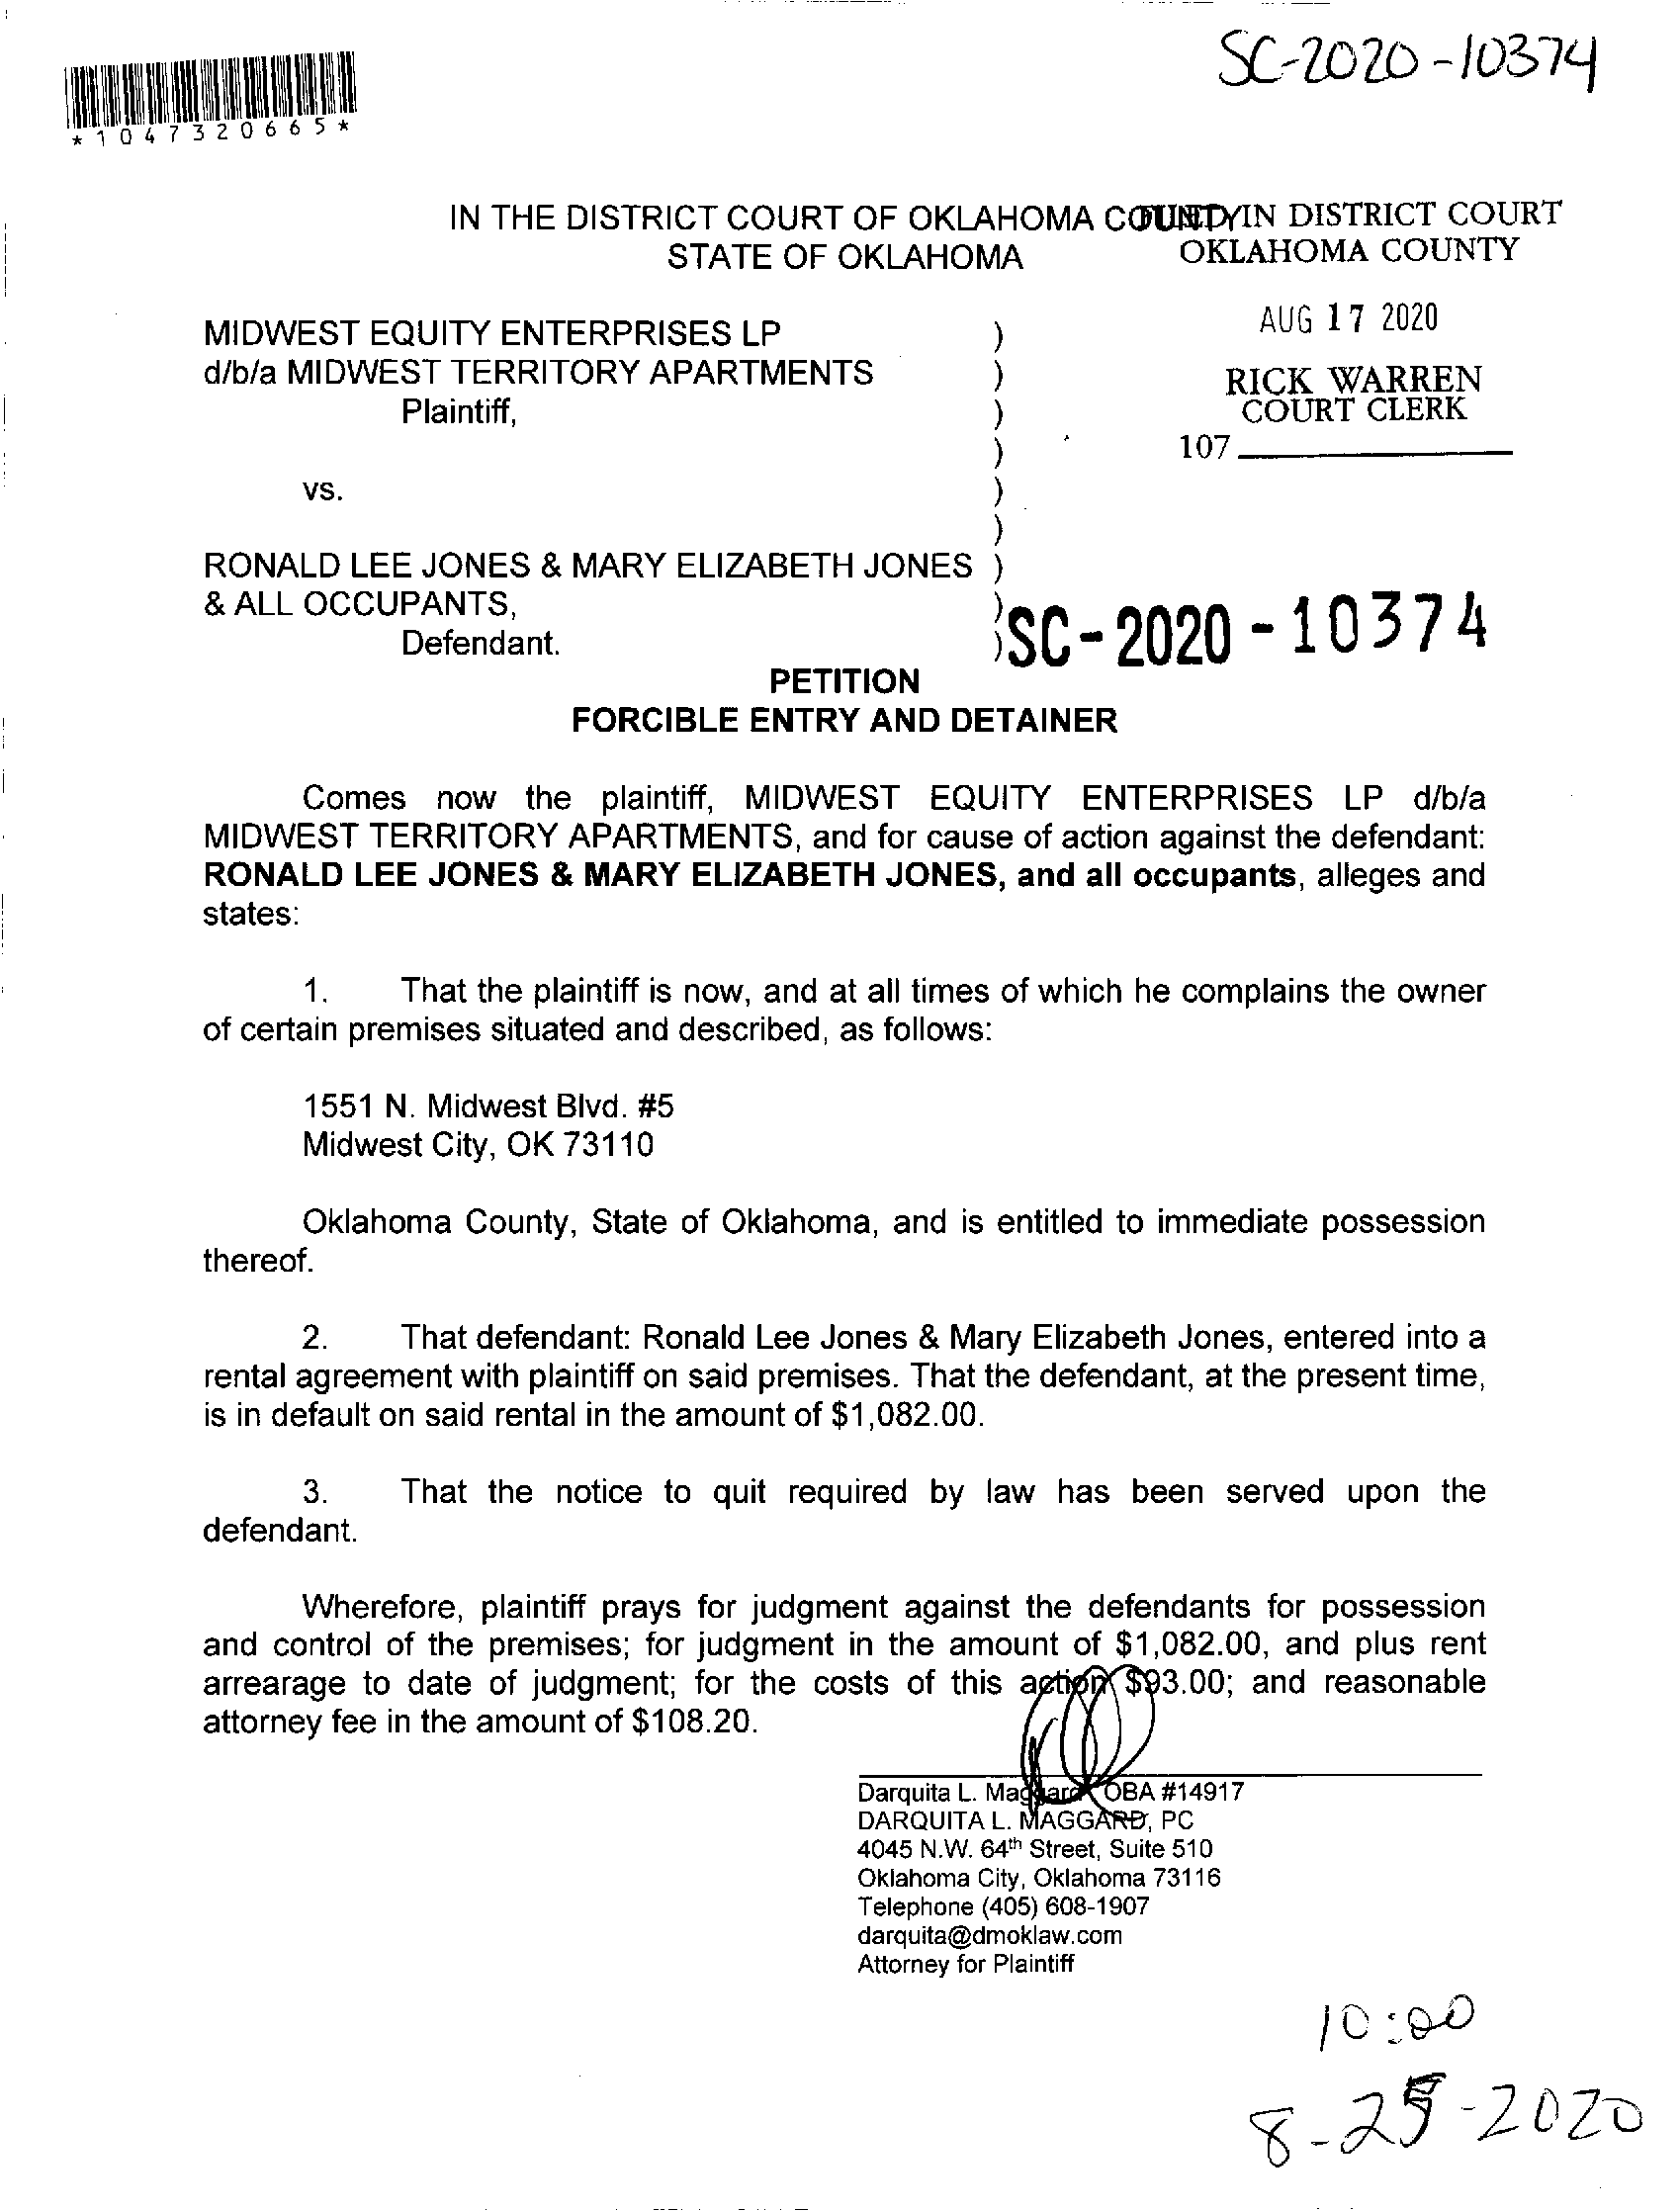 SC-2020-10374
*1047320665*
IN THE DISTRICT COURT OF OKLAHOMA COUNTY
STATE OF OKLAHOMA
FILED IN DISTRICT COURT
OKLAHOMA COUNTY
AUG 17 2020
RICK WARREN
COURT CLERK
107
MIDWEST EQUITY ENTERPRISES LP )
d/b/a MIDWEST TERRITORY APARTMENTS )
Plaintiff, )
)
vs. )
)
RONALD LEE JONES & MARY ELIZABETH JONES )
& ALL OCCUPANTS, )
Defendant. )
SC-2020-10374
PETITION
FORCIBLE ENTRY AND DETAINER
Comes now the plaintiff, MIDWEST EQUITY ENTERPRISES LP d/b/a
MIDWEST TERRITORY APARTMENTS, and for cause of action against the defendant:
RONALD LEE JONES & MARY ELIZABETH JONES, and all occupants, alleges and
states:
1. That the plaintiff is now, and at all times of which he complains the owner
of certain premises situated and described, as follows:
1551 N. Midwest Blvd. #5
Midwest City, OK 73110
Oklahoma County, State of Oklahoma, and is entitled to immediate possession
thereof.
2. That defendant: Ronald Lee Jones & Mary Elizabeth Jones, entered into a
rental agreement with plaintiff on said premises. That the defendant, at the present time,
is in default on said rental in the amount of $1,082.00.
3. That the notice to quit required by law has been served upon the
defendant.
Wherefore, plaintiff prays for judgment against the defendants for possession
and control of the premises; for judgment in the amount of $1,082.00, and plus rent
arrearage to date of judgment; for the costs of this action $93.00; and reasonable
attorney fee in the amount of $108.20.
Darquita L. Maggard OBA #14917
DARQUITA L. MAGGARD, PC
4045 N.W. 64th Street, Suite 510
Oklahoma City, Oklahoma 73116
Telephone (405) 608-1907
darquita@dmoklaw.com
Attorney for Plaintiff
10:00